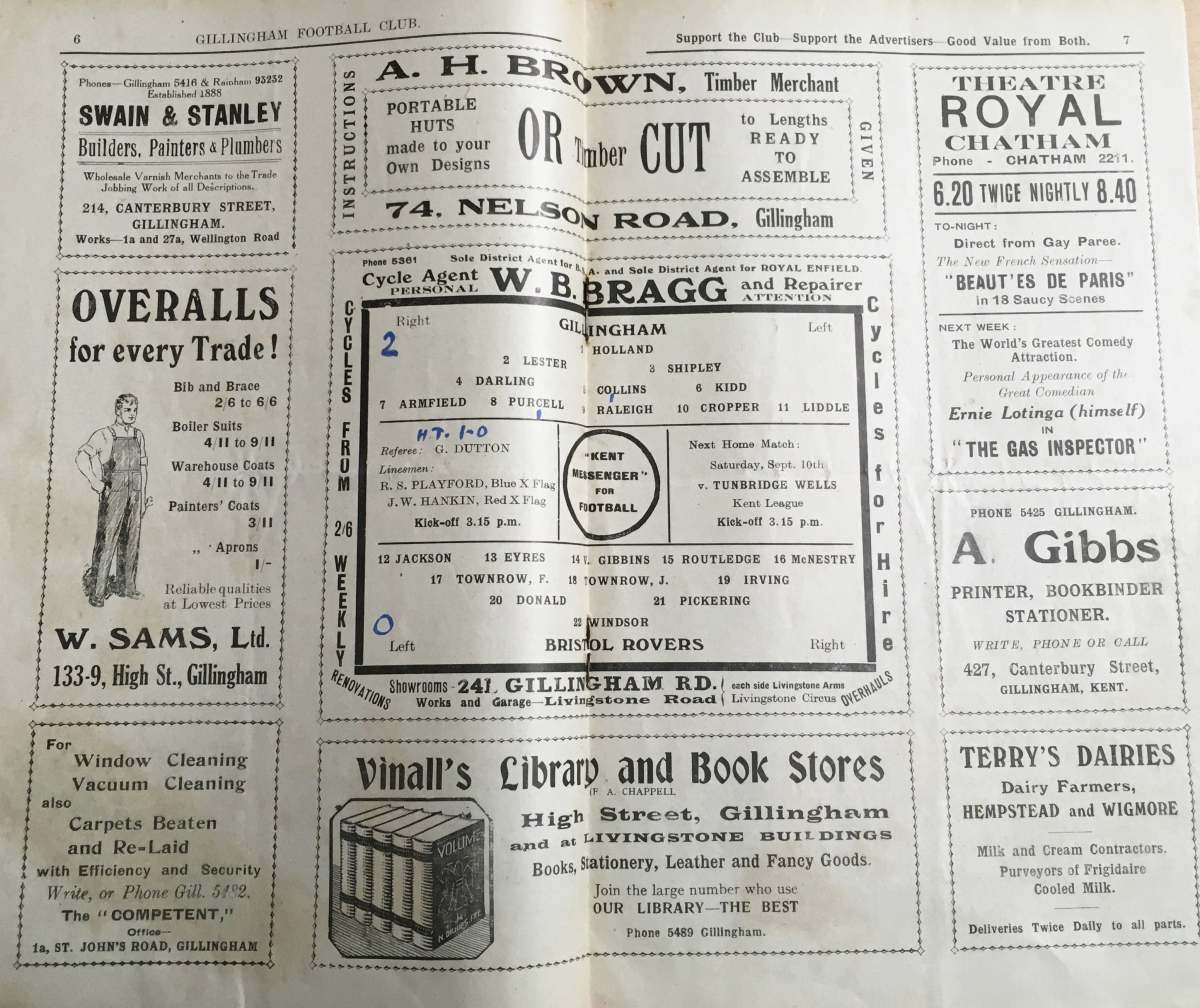 6
GILLINGHAM FOOTBALL CLUB.
Support the Club—Support the Advertisers—Good Value from Both. 7
Phones—Gillingham 5416 & Rainham 93232
Established 1888
SWAIN & STANLEY
Builders, Painters & Plumbers
Wholesale Varnish Merchants to the Trade
Jobbing Work of all Descriptions.
214, CANTERBURY STREET,
GILLINGHAM.
Works—1a and 27a, Wellington Road
OVERALLS
for every Trade!
Bib and Brace
2/6 to 6/6
Boiler Suits
4/11 to 9/11
Warehouse Coats
4/11 to 9/11
Painters' Coats
3/11
,, Aprons
1/-
Reliable qualities
at Lowest Prices
W. SAMS, Ltd.
133-9, High St., Gillingham
For
Window Cleaning
Vacuum Cleaning
also
Carpets Beaten
and Re-Laid
with Efficiency and Security
Write, or Phone Gill. 5482.
The "COMPETENT,"
Office—
1a, ST. JOHN'S ROAD, GILLINGHAM
INSTRUCTIONS
A. H. BROWN, Timber Merchant
PORTABLE
HUTS
made to your
Own Designs
OR Timber CUT
to Lengths
READY
TO
ASSEMBLE
GIVEN
74, NELSON ROAD, Gillingham
Phone 5361
Sole District Agent for B.S.A. and Sole District Agent for ROYAL ENFIELD.
Cycle Agent W. B. BRAGG and Repairer
PERSONAL ATTENTION
CYCLES FROM 2/6 WEEKLY
Cycles for Hire
Right GILLINGHAM Left
2
1 HOLLAND
2 LESTER 3 SHIPLEY
4 DARLING 5 COLLINS 6 KIDD
7 ARMFIELD 8 PURCELL 9 RALEIGH 10 CROPPER 11 LIDDLE
H.T. 1-0
Referee: G. DUTTON
Linesmen:
R. S. PLAYFORD, Blue X Flag
J. W. HANKIN, Red X Flag
Kick-off 3.15 p.m.
"KENT
MESSENGER"
FOR
FOOTBALL
Next Home Match:
Saturday, Sept. 10th
v. TUNBRIDGE WELLS
Kent League
Kick-off 3.15 p.m.
12 JACKSON 13 EYRES 14 V. GIBBINS 15 ROUTLEDGE 16 McNESTRY
17 TOWNROW, F. 18 TOWNROW, J. 19 IRVING
20 DONALD 21 PICKERING
22 WINDSOR
0
Left BRISTOL ROVERS Right
RENOVATIONS
Showrooms - 241, GILLINGHAM RD. each side Livingstone Arms
Works and Garage—Livingstone Road Livingstone Circus
OVERHAULS
Vinall's Library and Book Stores
(F. A. CHAPPELL
High Street, Gillingham
and at LIVINGSTONE BUILDINGS
Books, Stationery, Leather and Fancy Goods.
Join the large number who use
OUR LIBRARY—THE BEST
Phone 5489 Gillingham.
VOLUME
THEATRE
ROYAL
CHATHAM
Phone - CHATHAM 2211.
6.20 TWICE NIGHTLY 8.40
TO-NIGHT:
Direct from Gay Paree.
The New French Sensation—
"BEAUT'ES DE PARIS"
in 18 Saucy Scenes
NEXT WEEK:
The World's Greatest Comedy
Attraction.
Personal Appearance of the
Great Comedian
Ernie Lotinga (himself)
IN
"THE GAS INSPECTOR"
PHONE 5425 GILLINGHAM.
A. Gibbs
PRINTER, BOOKBINDER
STATIONER.
WRITE, PHONE OR CALL
427, Canterbury Street,
GILLINGHAM, KENT.
TERRY'S DAIRIES
Dairy Farmers,
HEMPSTEAD and WIGMORE
Milk and Cream Contractors.
Purveyors of Frigidaire
Cooled Milk.
Deliveries Twice Daily to all parts.